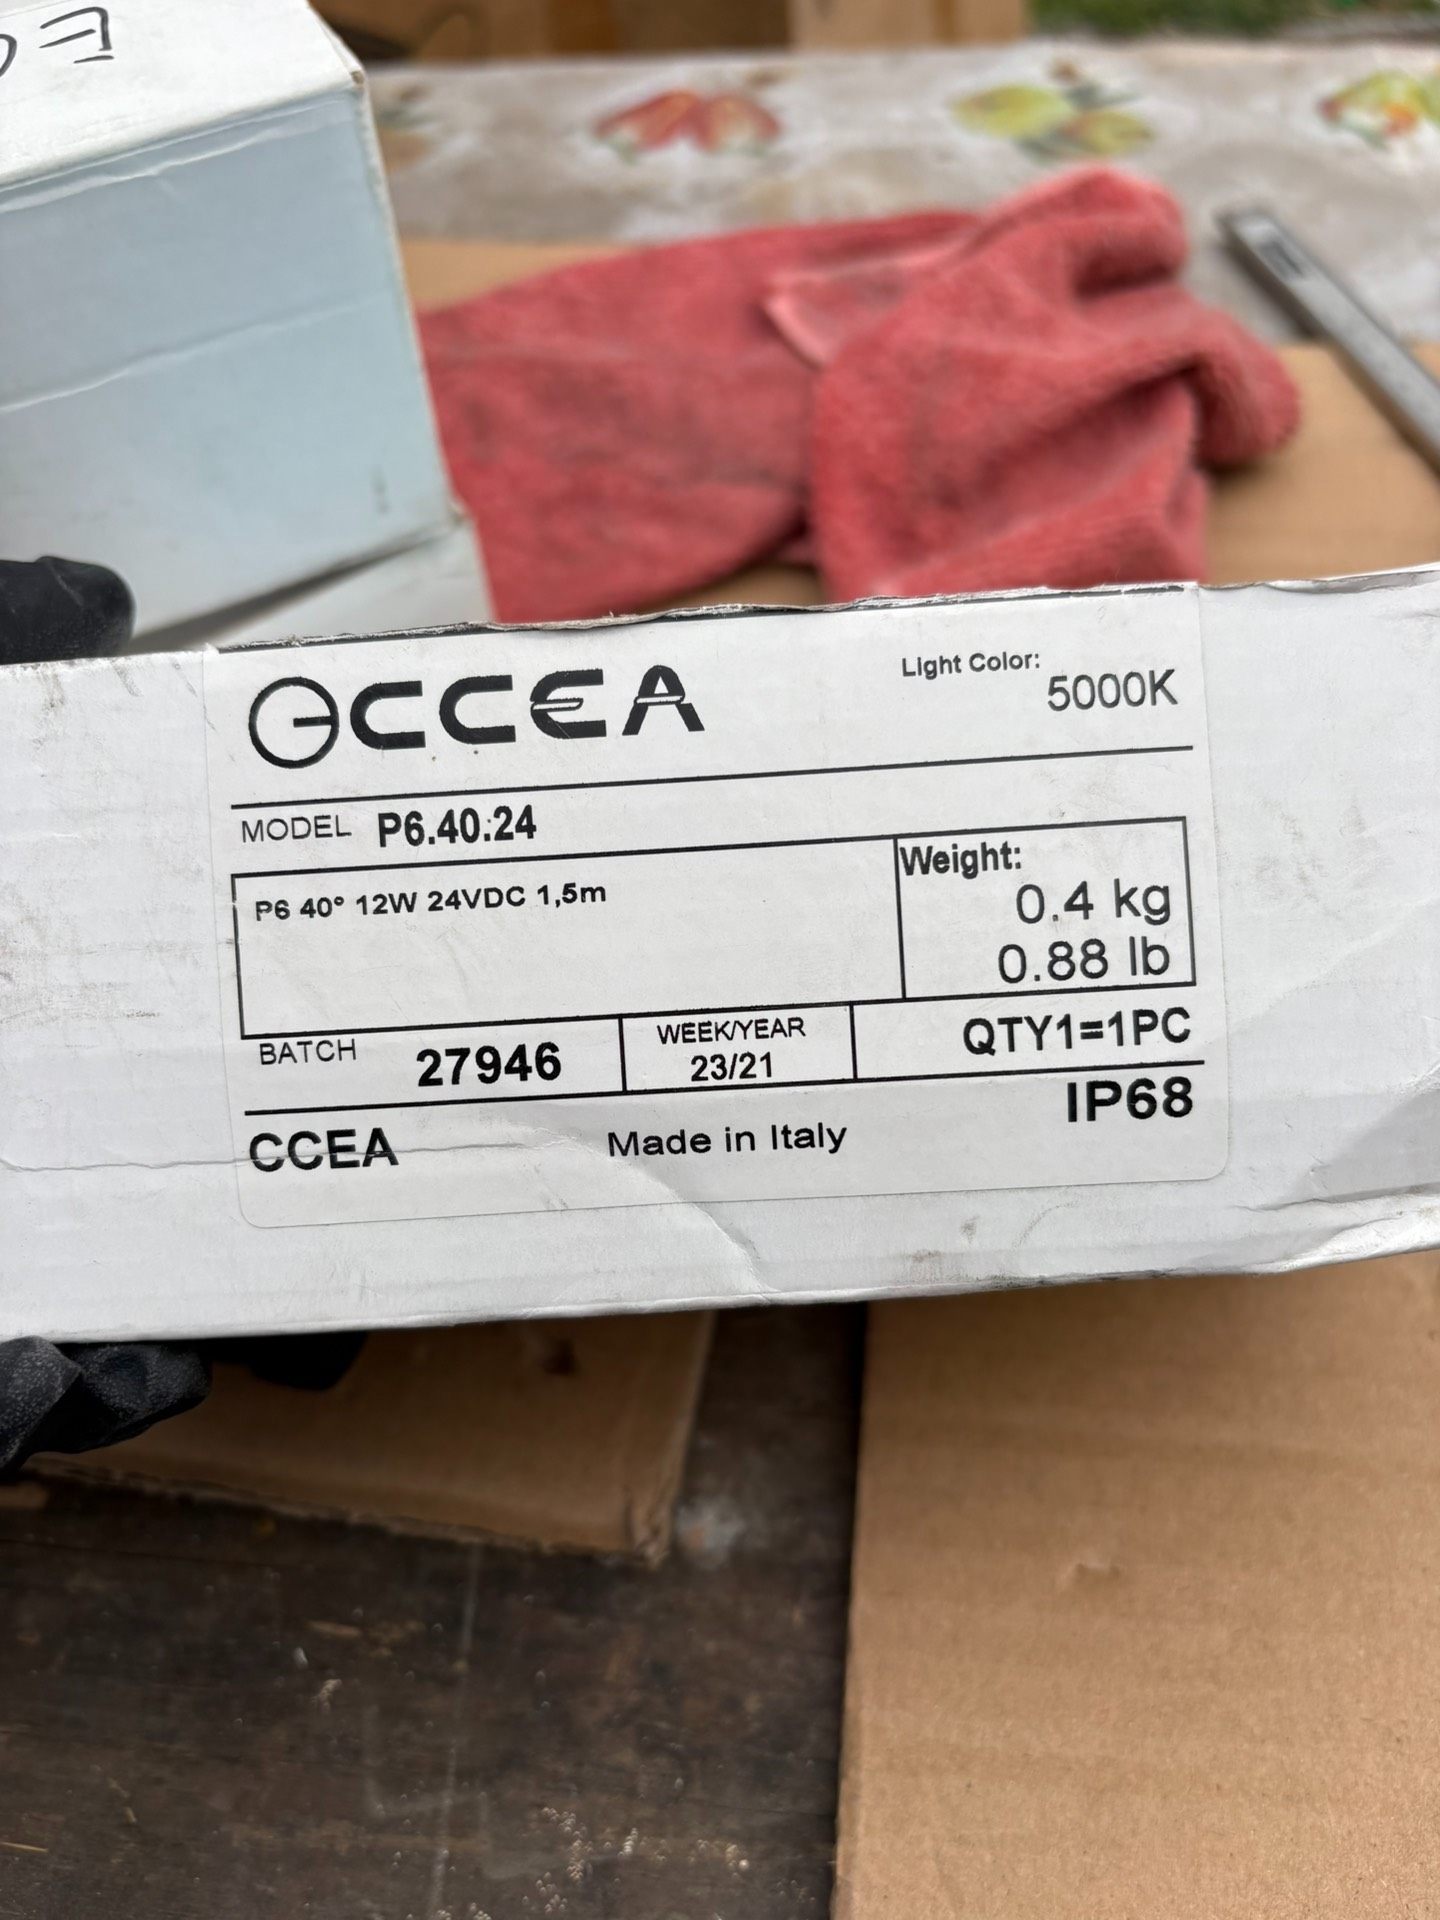 CCEA
Light Color:
5000K
MODEL P6.40.24
P6 40° 12W 24VDC 1,5m
Weight:
0.4 kg
0.88 lb
BATCH 27946
WEEK/YEAR
23/21
QTY1=1PC
IP68
CCEA
Made in Italy